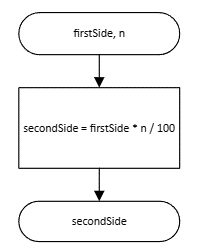 firstSide, n
secondSide = firstSide * n / 100
secondSide